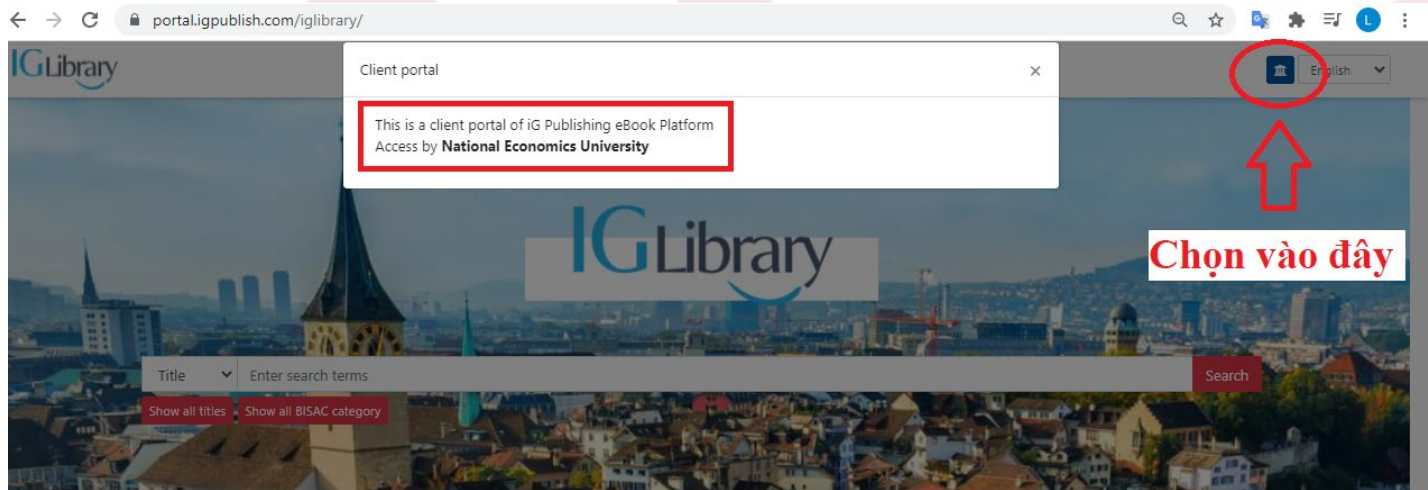 portal.igpublish.com/iglibrary/
L
IGLibrary
Client portal
×
English
This is a client portal of iG Publishing eBook Platform
Access by National Economics University
IGLibrary
Chọn vào đây
Title
Enter search terms
Search
Show all titles
Show all BISAC category